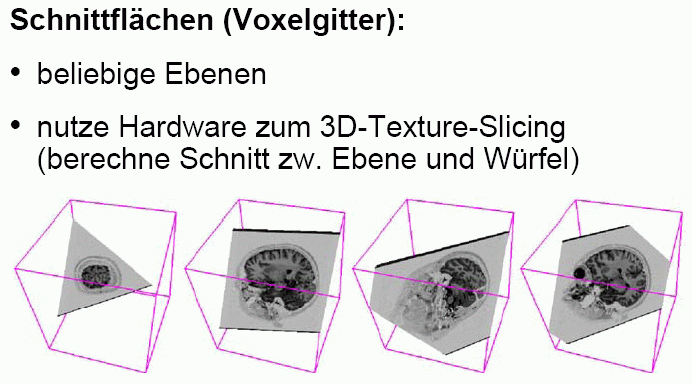 Schnittflächen (Voxelgitter):
• beliebige Ebenen
• nutze Hardware zum 3D-Texture-Slicing
(berechne Schnitt zw. Ebene und Würfel)